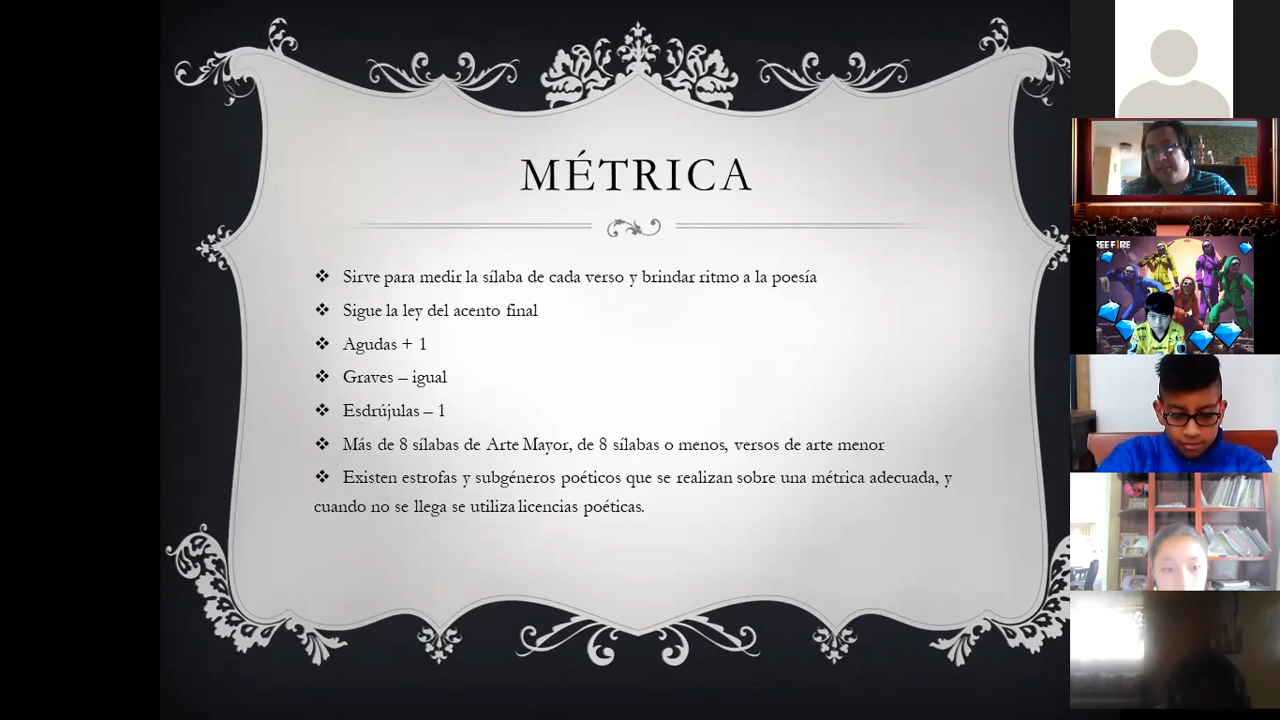 MÉTRICA
❖ Sirve para medir la sílaba de cada verso y brindar ritmo a la poesía
❖ Sigue la ley del acento final
❖ Agudas + 1
❖ Graves – igual
❖ Esdrújulas – 1
❖ Más de 8 sílabas de Arte Mayor, de 8 sílabas o menos, versos de arte menor
❖ Existen estrofas y subgéneros poéticos que se realizan sobre una métrica adecuada, y
cuando no se llega se utiliza licencias poéticas.
REE FIRE